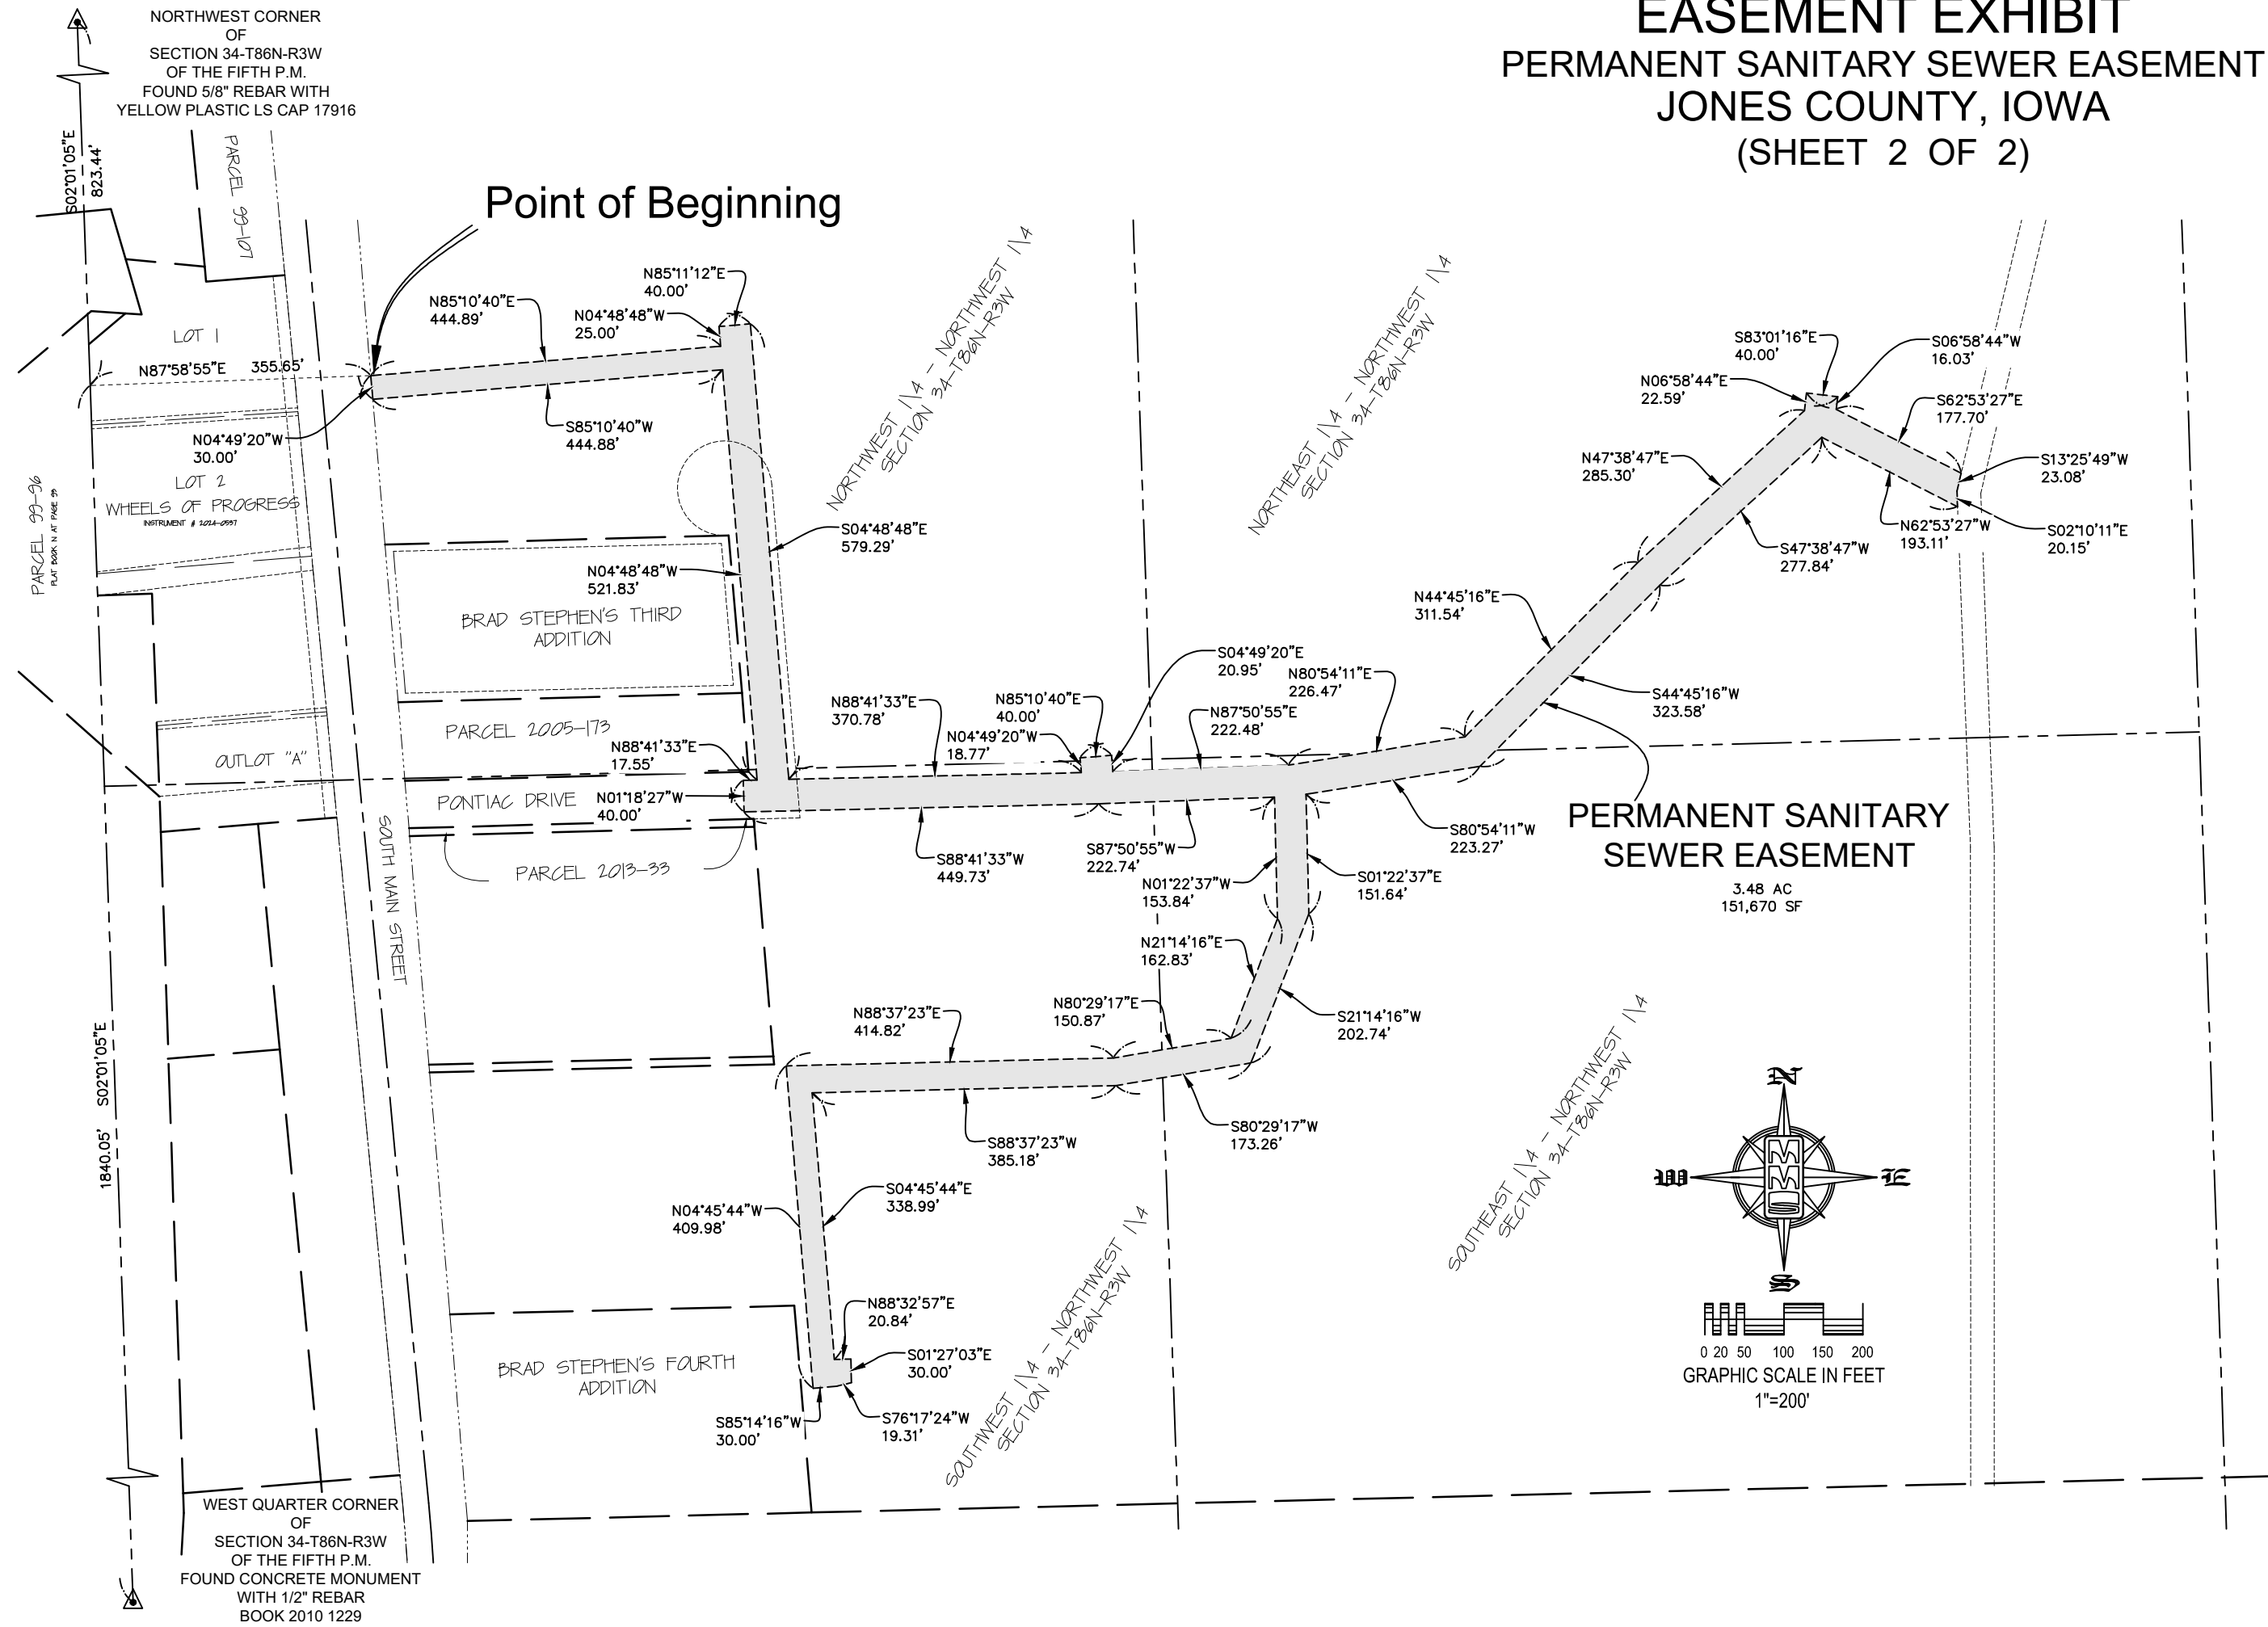 EASEMENT EXHIBIT
PERMANENT SANITARY SEWER EASEMENT
JONES COUNTY, IOWA
(SHEET 2 OF 2)
NORTHWEST CORNER
OF
SECTION 34-T86N-R3W
OF THE FIFTH P.M.
FOUND 5/8" REBAR WITH
YELLOW PLASTIC LS CAP 17916
S02°01'05"E
823.44'
PARCEL 99-107
Point of Beginning
N85°11'12"E
40.00'
N85°10'40"E
444.89'
N04°48'48"W
25.00'
NORTHWEST 1\4 - NORTHWEST 1\4
SECTION 34-T86N-R3W
NORTHEAST 1\4 - NORTHWEST 1\4
SECTION 34-T86N-R3W
LOT 1
N87°58'55"E 355.65'
S83°01'16"E
40.00'
S06°58'44"W
16.03'
N06°58'44"E
22.59'
S62°53'27"E
177.70'
N04°49'20"W
30.00'
S85°10'40"W
444.88'
N47°38'47"E
285.30'
S13°25'49"W
23.08'
PARCEL 99-96
PLAT BOOK N AT PAGE 99
LOT 2
WHEELS OF PROGRESS
INSTRUMENT # 2024-0597
S04°48'48"E
579.29'
N62°53'27"W
193.11'
S02°10'11"E
20.15'
S47°38'47"W
277.84'
N04°48'48"W
521.83'
N44°45'16"E
311.54'
BRAD STEPHEN'S THIRD
ADDITION
S04°49'20"E
20.95'
N80°54'11"E
226.47'
S44°45'16"W
323.58'
N88°41'33"E
370.78'
N85°10'40"E
40.00'
N87°50'55"E
222.48'
N04°49'20"W
18.77'
PARCEL 2005-173
N88°41'33"E
17.55'
OUTLOT "A"
PONTIAC DRIVE
N01°18'27"W
40.00'
PERMANENT SANITARY
SEWER EASEMENT
3.48 AC
151,670 SF
S80°54'11"W
223.27'
S88°41'33"W
449.73'
S87°50'55"W
222.74'
PARCEL 2013-33
N01°22'37"W
153.84'
S01°22'37"E
151.64'
SOUTH MAIN STREET
N21°14'16"E
162.83'
N88°37'23"E
414.82'
N80°29'17"E
150.87'
S21°14'16"W
202.74'
SOUTHEAST 1\4 - NORTHWEST 1\4
SECTION 34-T86N-R3W
1840.05' S02°01'05"E
S88°37'23"W
385.18'
S80°29'17"W
173.26'
N
W
E
S
S04°45'44"E
338.99'
N04°45'44"W
409.98'
SOUTHWEST 1\4 - NORTHWEST 1\4
SECTION 34-T86N-R3W
N88°32'57"E
20.84'
S01°27'03"E
30.00'
BRAD STEPHEN'S FOURTH
ADDITION
S85°14'16"W
30.00'
S76°17'24"W
19.31'
0 20 50 100 150 200
GRAPHIC SCALE IN FEET
1"=200'
WEST QUARTER CORNER
OF
SECTION 34-T86N-R3W
OF THE FIFTH P.M.
FOUND CONCRETE MONUMENT
WITH 1/2" REBAR
BOOK 2010 1229